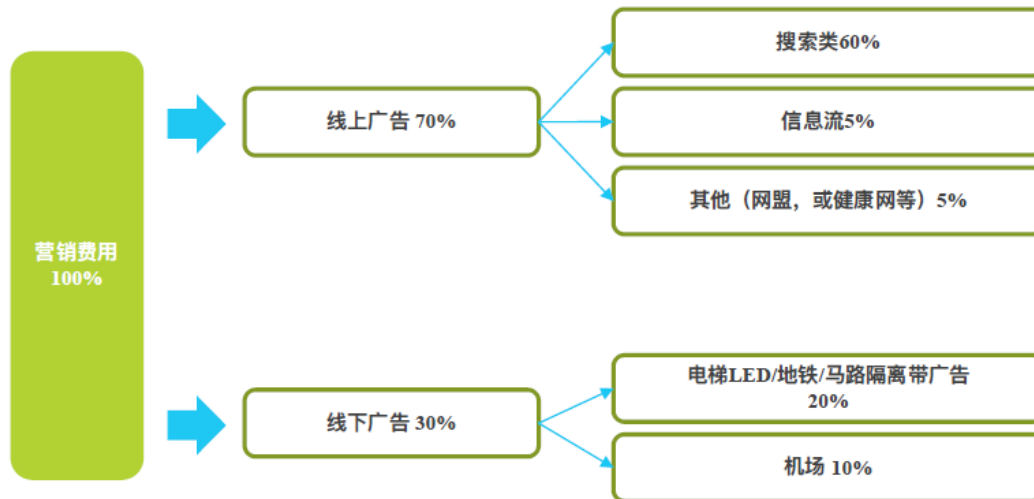 营销费用
100%
线上广告 70%
搜索类60%
信息流5%
其他（网盟，或健康网等）5%
线下广告 30%
电梯LED/地铁/马路隔离带广告
20%
机场 10%